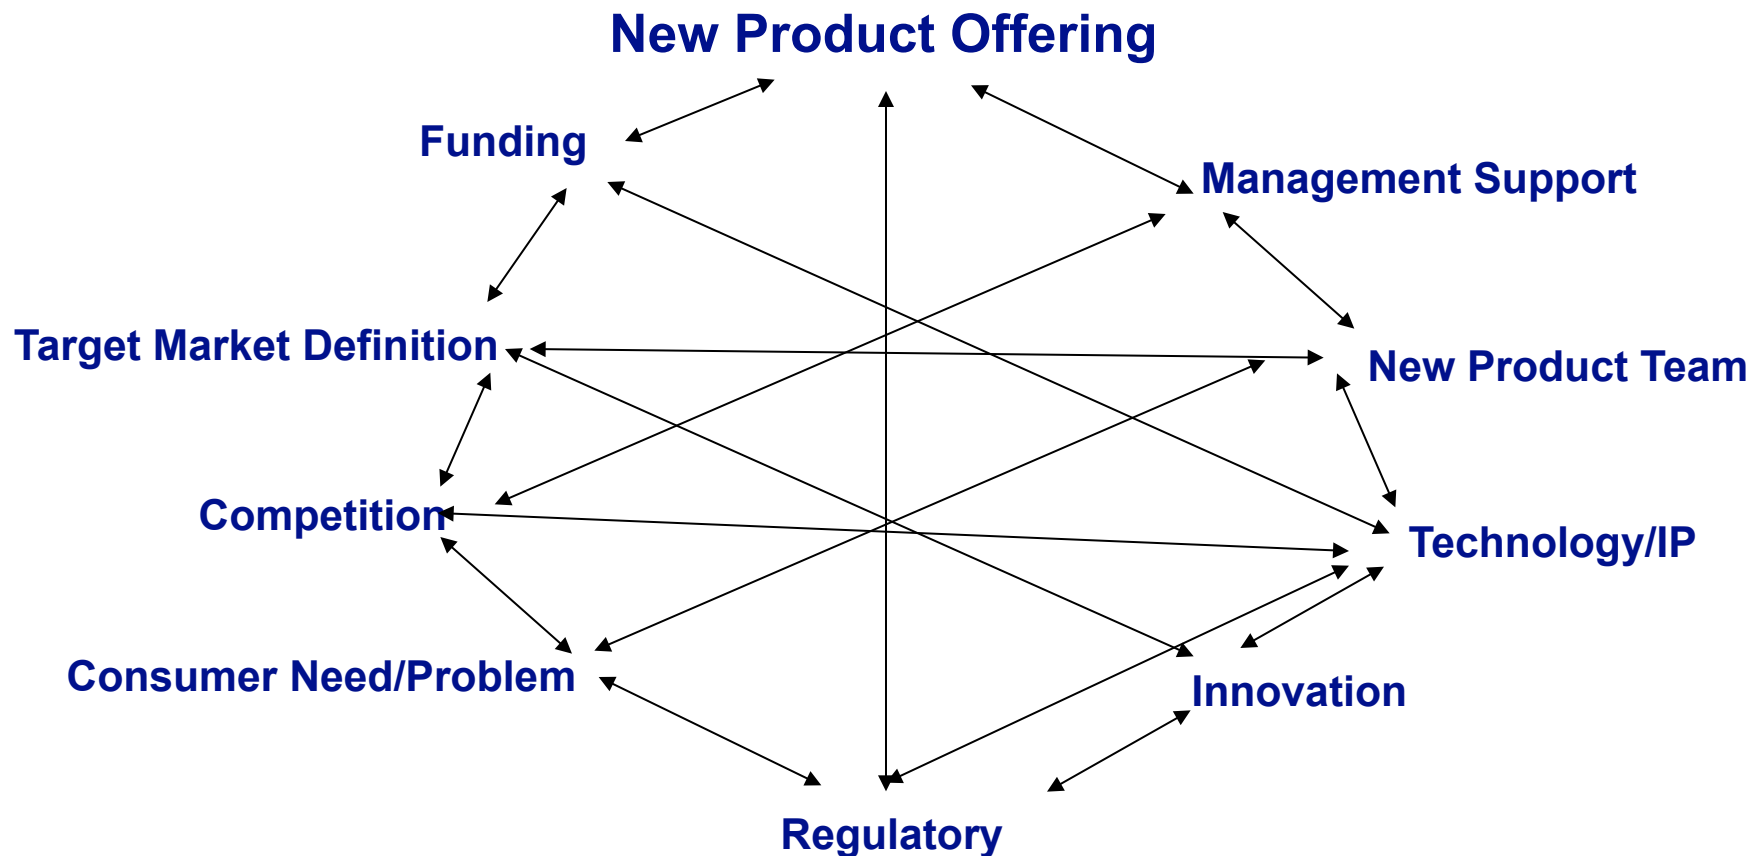 New Product Offering
Funding
Management Support
Target Market Definition
New Product Team
Competition
Technology/IP
Consumer Need/Problem
Innovation
Regulatory